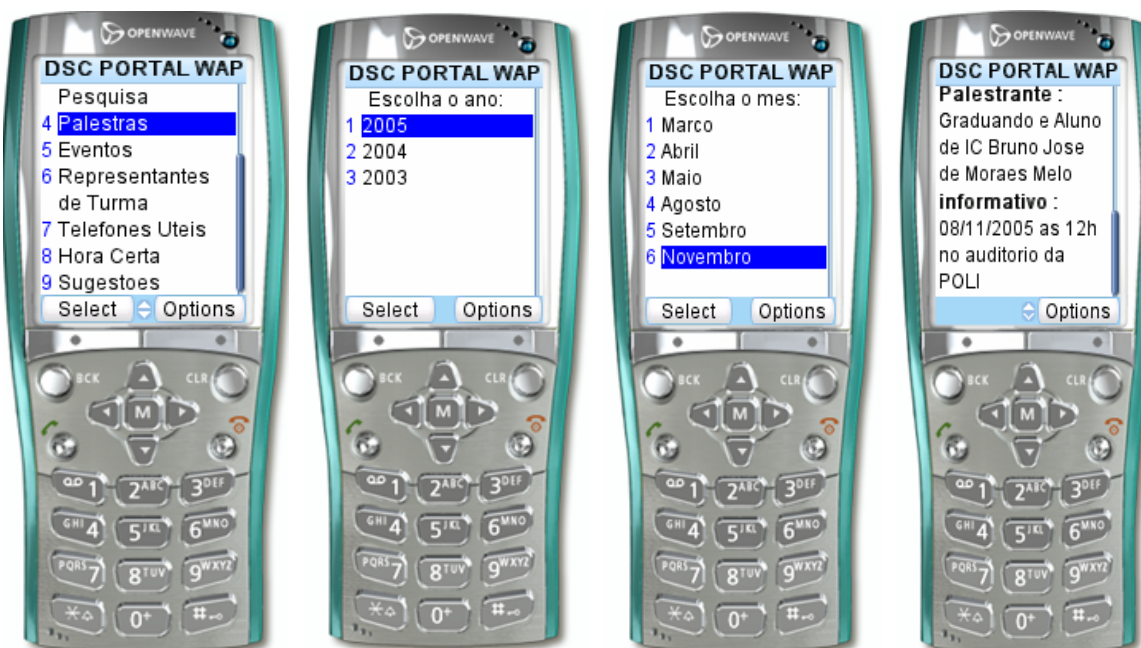 OPENWAVE
DSC PORTAL WAP
Pesquisa
4 Palestras
5 Eventos
6 Representantes
de Turma
7 Telefones Uteis
8 Hora Certa
9 Sugestoes
Select Options
BCK CLR
M
1 2ABC 3DEF
GHI4 5JKL 6MNO
PQRS7 8TUV 9WXYZ
* 0+ #
OPENWAVE
DSC PORTAL WAP
Escolha o ano:
1 2005
2 2004
3 2003
Select Options
BCK CLR
M
1 2ABC 3DEF
GHI4 5JKL 6MNO
PQRS7 8TUV 9WXYZ
* 0+ #
OPENWAVE
DSC PORTAL WAP
Escolha o mes:
1 Marco
2 Abril
3 Maio
4 Agosto
5 Setembro
6 Novembro
Select Options
BCK CLR
M
1 2ABC 3DEF
GHI4 5JKL 6MNO
PQRS7 8TUV 9WXYZ
* 0+ #
OPENWAVE
DSC PORTAL WAP
Palestrante :
Graduando e Aluno
de IC Bruno Jose
de Moraes Melo
informativo :
08/11/2005 as 12h
no auditorio da
POLI
Options
BCK CLR
M
1 2ABC 3DEF
GHI4 5JKL 6MNO
PQRS7 8TUV 9WXYZ
* 0+ #